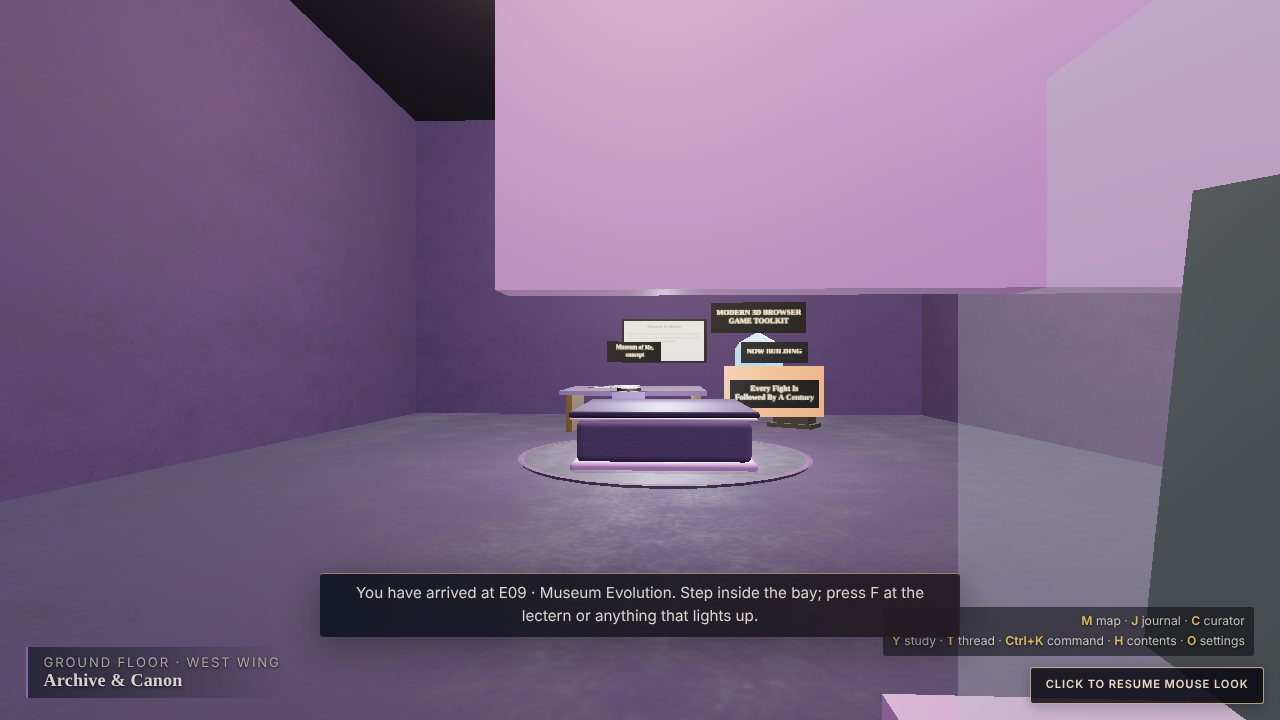 MODERN 3D BROWSER
GAME TOOLKIT
Museum Evolution
Museum of Me,
concept
NOW BUILDING
Every Fight Is
Followed By A Century
You have arrived at E09 · Museum Evolution. Step inside the bay; press F at the
lectern or anything that lights up.
M map · J journal · C curator
Y study · T thread · Ctrl+K command · H contents · O settings
GROUND FLOOR · WEST WING
Archive & Canon
CLICK TO RESUME MOUSE LOOK